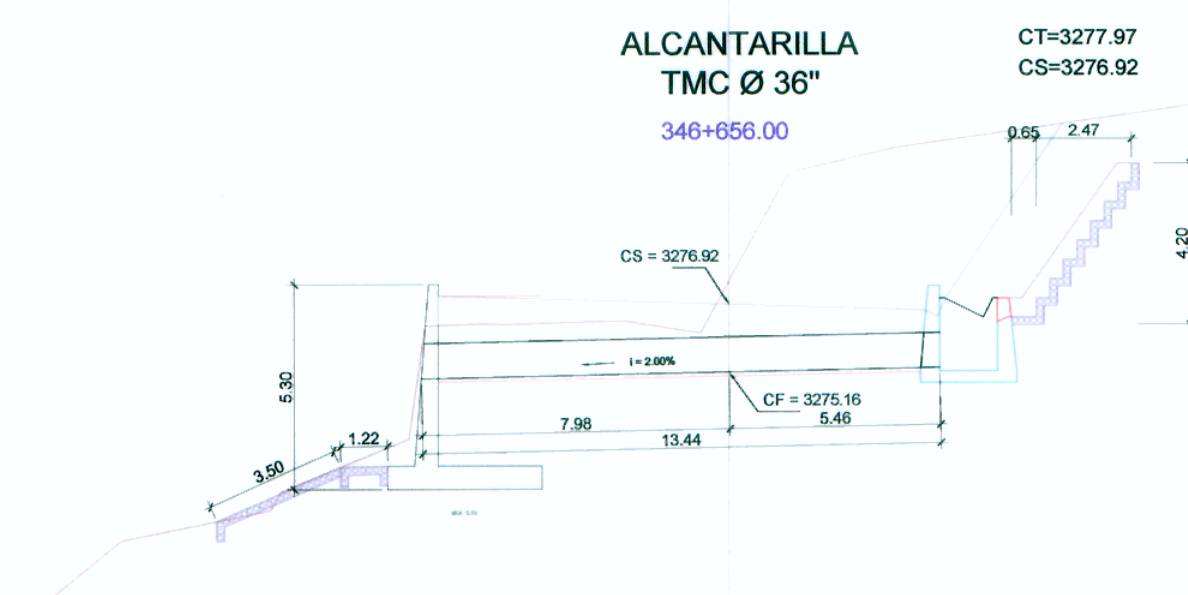 ALCANTARILLA
TMC Ø 36"
346+656.00
CT=3277.97
CS=3276.92
0.65
2.47
4.20
CS = 3276.92
i = 2.00%
5.30
CF = 3275.16
7.98
5.46
13.44
1.22
3.50